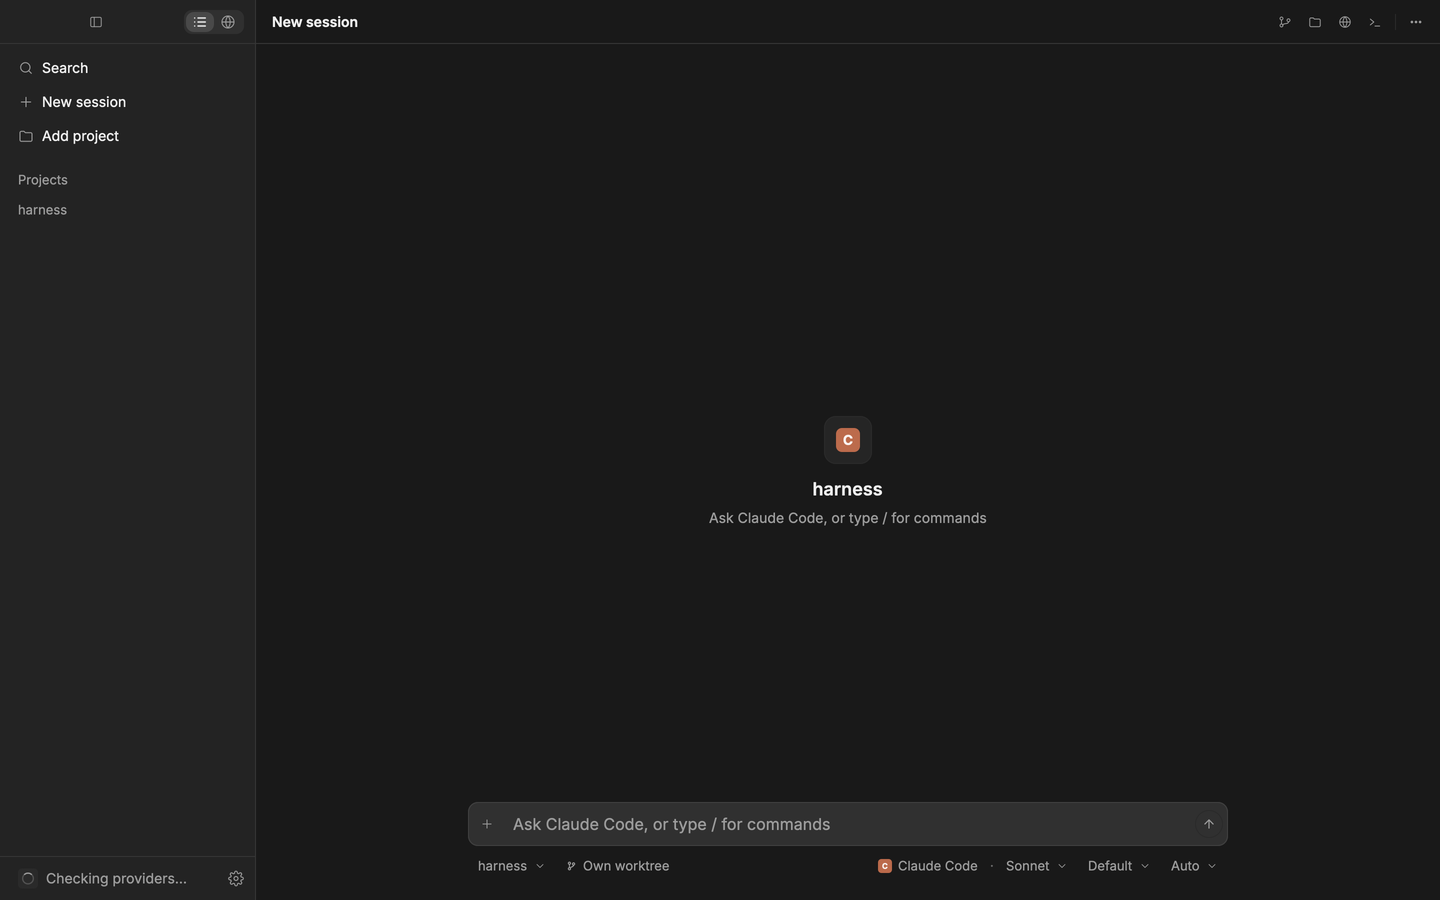 New session
Search
New session
Add project
Projects
harness
C
harness
Ask Claude Code, or type / for commands
Ask Claude Code, or type / for commands
harness
Own worktree
C Claude Code · Sonnet
Default
Auto
Checking providers...